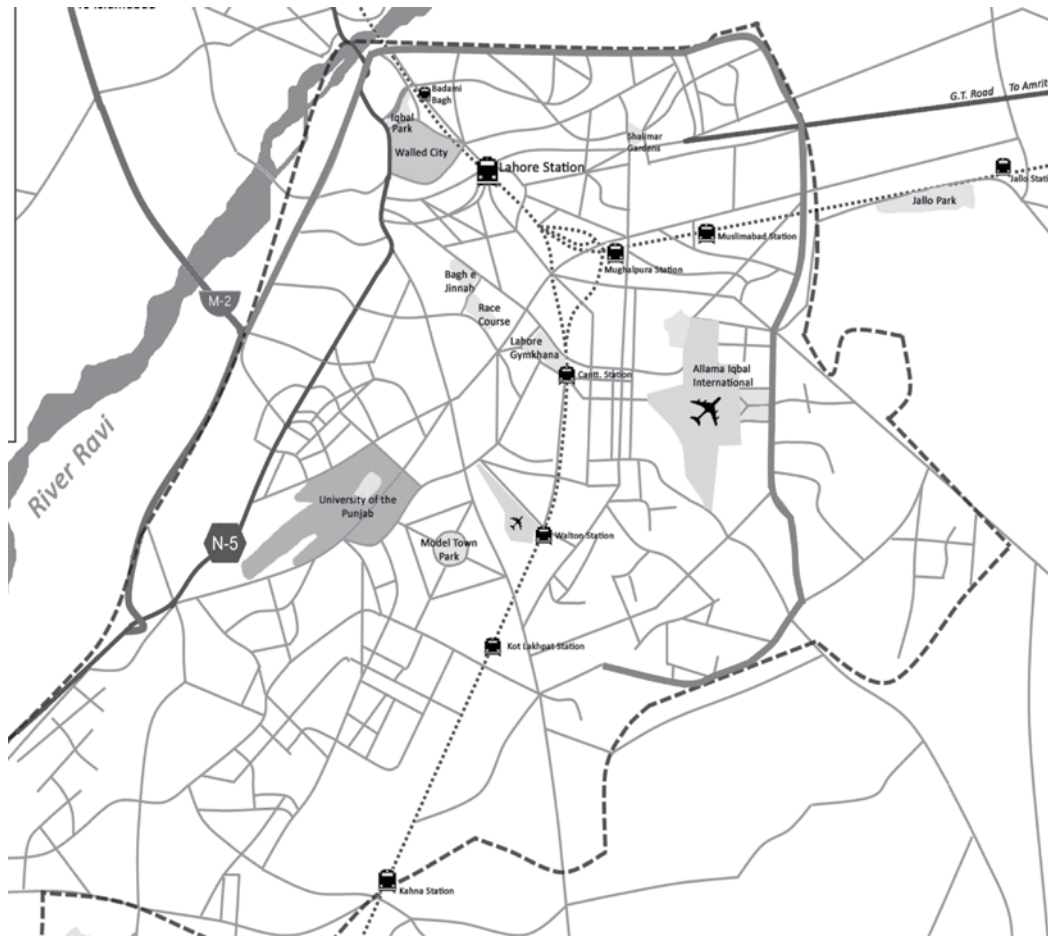 Badami
Bagh
G.T. Road
Iqbal
Park
Shalimar
Gardens
Walled City
Lahore Station
Jallo Park
Muslimabad Station
Mughalpura Station
Bagh e
Jinnah
M-2
Race
Course
Lahore
Gymkhana
Cantt. Station
Allama Iqbal
International
River Ravi
University of the
Punjab
N-5
Model Town
Park
Walton Station
Kot Lakhpat Station
Kahna Station